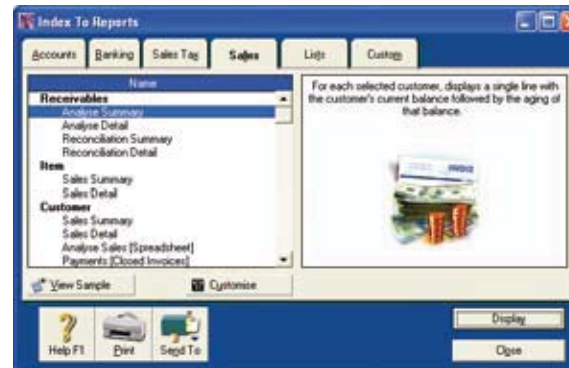 Index To Reports
Accounts Banking Sales Tax Sales Lists Custom
Name
Receivables
Analyse Summary
Analyse Detail
Reconciliation Summary
Reconciliation Detail
Item
Sales Summary
Sales Detail
Customer
Sales Summary
Sales Detail
Analyse Sales [Spreadsheet]
Payments [Closed Invoices]
For each selected customer, displays a single line with
the customer's current balance followed by the aging of
that balance.
INVOICE
View Sample Customise
Help F1 Print Send To
Display
Close